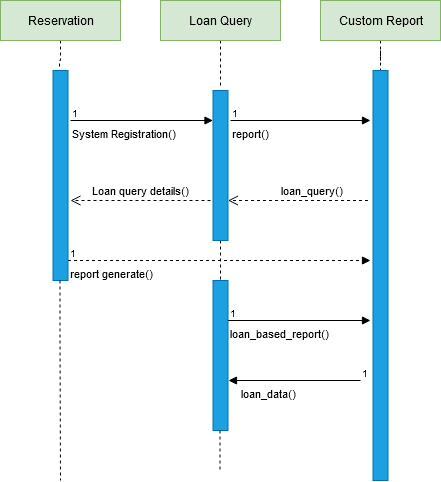 Reservation
Loan Query
Custom Report
1
System Registration()
1
report()
Loan query details()
loan_query()
1
report generate()
1
loan_based_report()
1
loan_data()